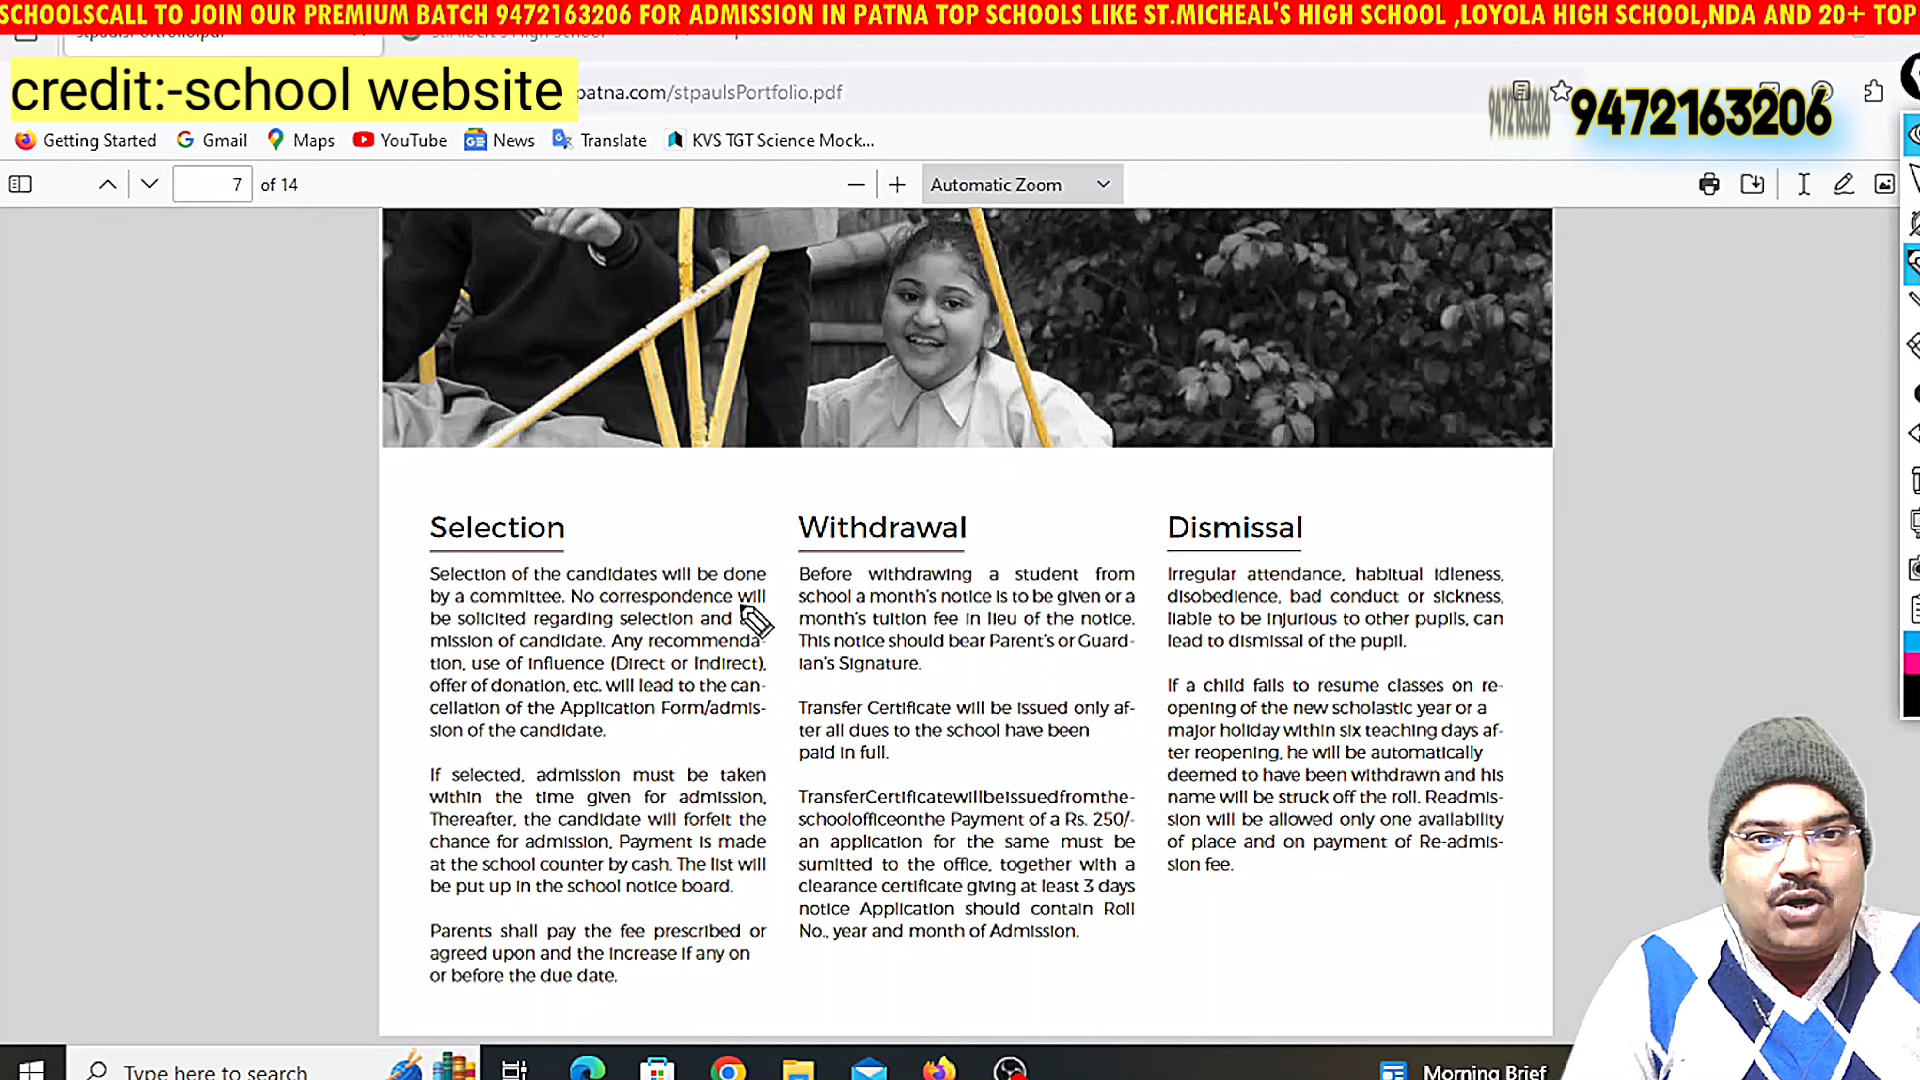 SCHOOLSCALL TO JOIN OUR PREMIUM BATCH 9472163206 FOR ADMISSION IN PATNA TOP SCHOOLS LIKE ST.MICHEAL'S HIGH SCHOOL ,LOYOLA HIGH SCHOOL,NDA AND 20+ TOP
credit:-school website
patna.com/stpaulsPortfolio.pdf
9472163206
9472163206
Getting Started
Gmail
Maps
YouTube
News
Translate
KVS TGT Science Mock...
7 of 14
Automatic Zoom
Selection
Selection of the candidates will be done
by a committee. No correspondence will
be solicited regarding selection and
mission of candidate. Any recommenda-
tion, use of influence (Direct or Indirect),
offer of donation, etc. will lead to the can-
cellation of the Application Form/admis-
sion of the candidate.
If selected, admission must be taken
within the time given for admission,
Thereafter, the candidate will forfeit the
chance for admission, Payment is made
at the school counter by cash. The list will
be put up in the school notice board.
Parents shall pay the fee prescribed or
agreed upon and the increase if any on
or before the due date.
Withdrawal
Before withdrawing a student from
school a month's notice is to be given or a
month's tuition fee in lieu of the notice.
This notice should bear Parent's or Guard-
ian's Signature.
Transfer Certificate will be issued only af-
ter all dues to the school have been
paid in full.
TransferCertificatewillbeissuedfromthe-
schoolofficeonthe Payment of a Rs. 250/-
an application for the same must be
sumitted to the office, together with a
clearance certificate giving at least 3 days
notice Application should contain Roll
No., year and month of Admission.
Dismissal
Irregular attendance, habitual idleness,
disobedience, bad conduct or sickness,
liable to be injurious to other pupils, can
lead to dismissal of the pupil.
If a child fails to resume classes on re-
opening of the new scholastic year or a
major holiday within six teaching days af-
ter reopening, he will be automatically
deemed to have been withdrawn and his
name will be struck off the roll. Readmis-
sion will be allowed only one availability
of place and on payment of Re-admis-
sion fee.
Type here to search
Morning Brief